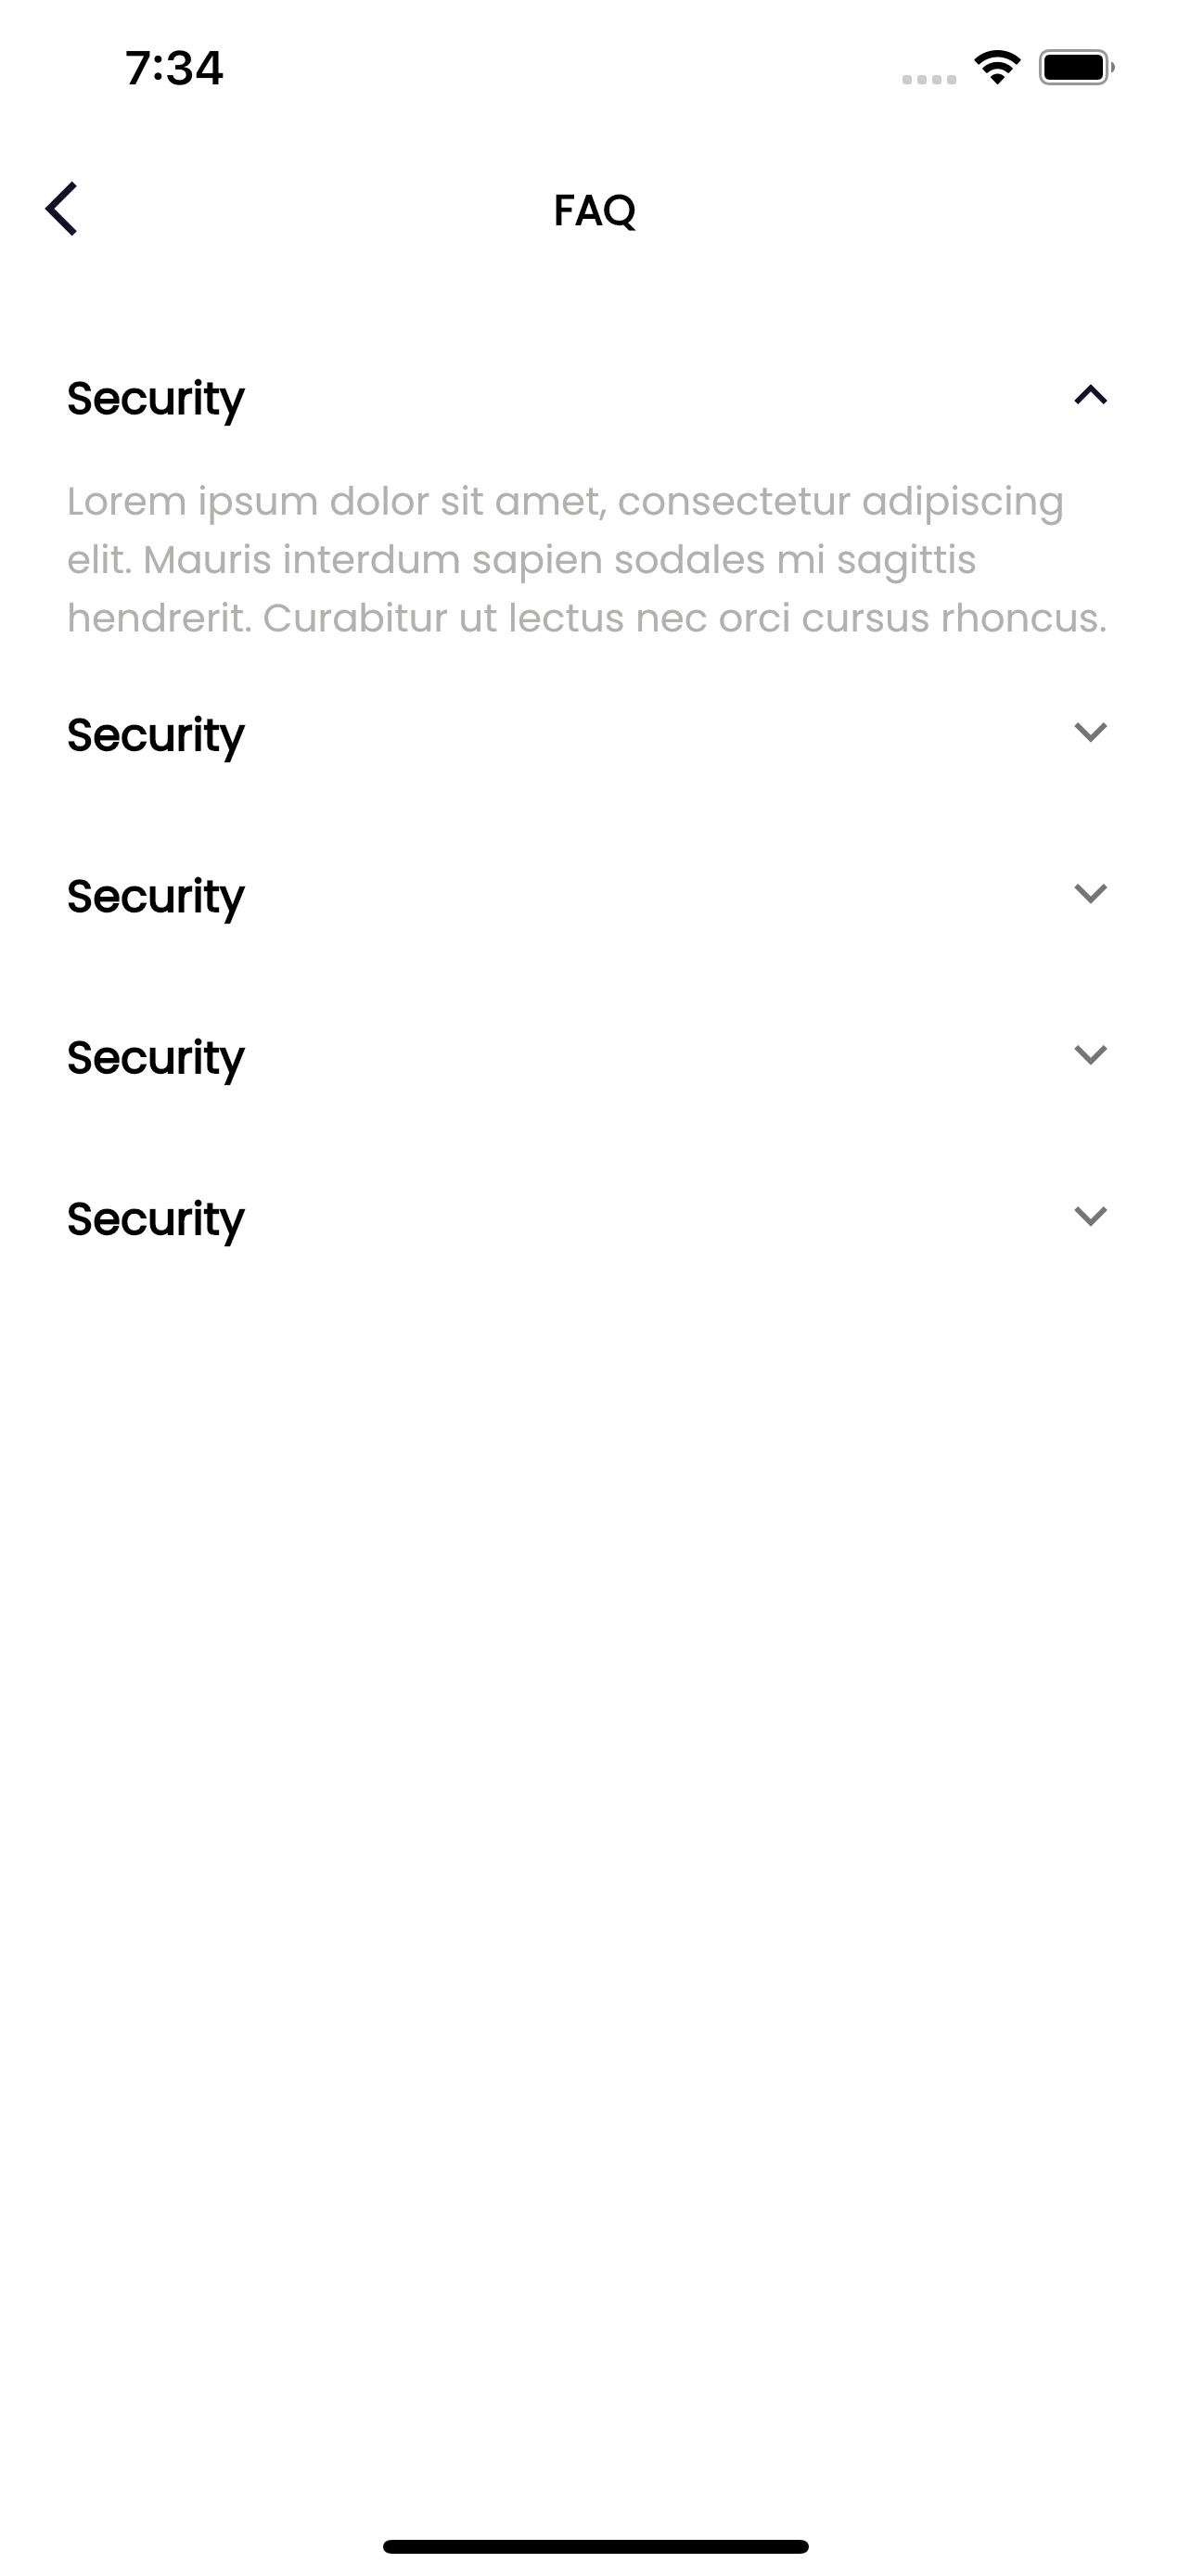 7:34
FAQ
Security
Lorem ipsum dolor sit amet, consectetur adipiscing
elit. Mauris interdum sapien sodales mi sagittis
hendrerit. Curabitur ut lectus nec orci cursus rhoncus.
Security
Security
Security
Security